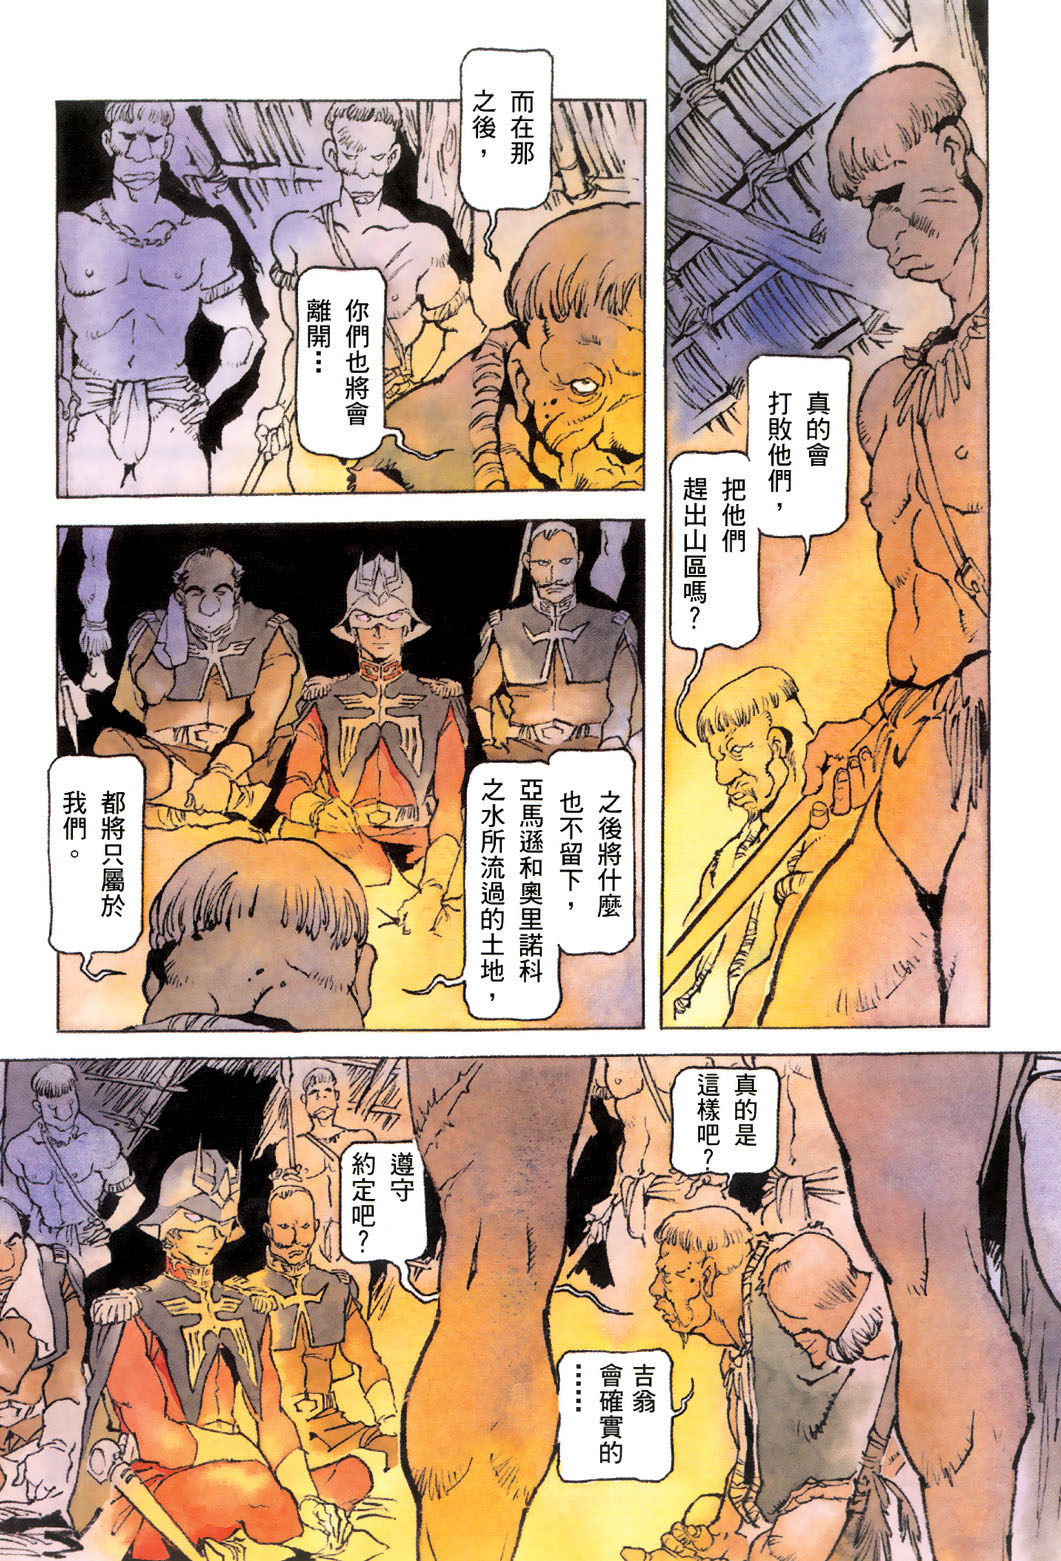 真的會
打敗他們，
把他們
趕出山區嗎？
而在那
之後，
你們也將會
離開…
之後將什麼
也不留下，
亞馬遜和奧里諾科
之水所流過的土地，
都將只屬於
我們。
真的是
這樣吧？
吉翁
會確實的
……
遵守
約定吧？